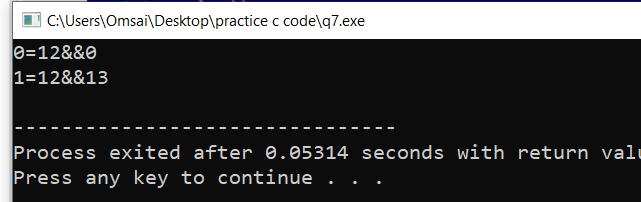 C:\Users\Omsai\Desktop\practice c code\q7.exe
0=12&&0
1=12&&13
--------------------------------
Process exited after 0.05314 seconds with return valu
Press any key to continue . . .